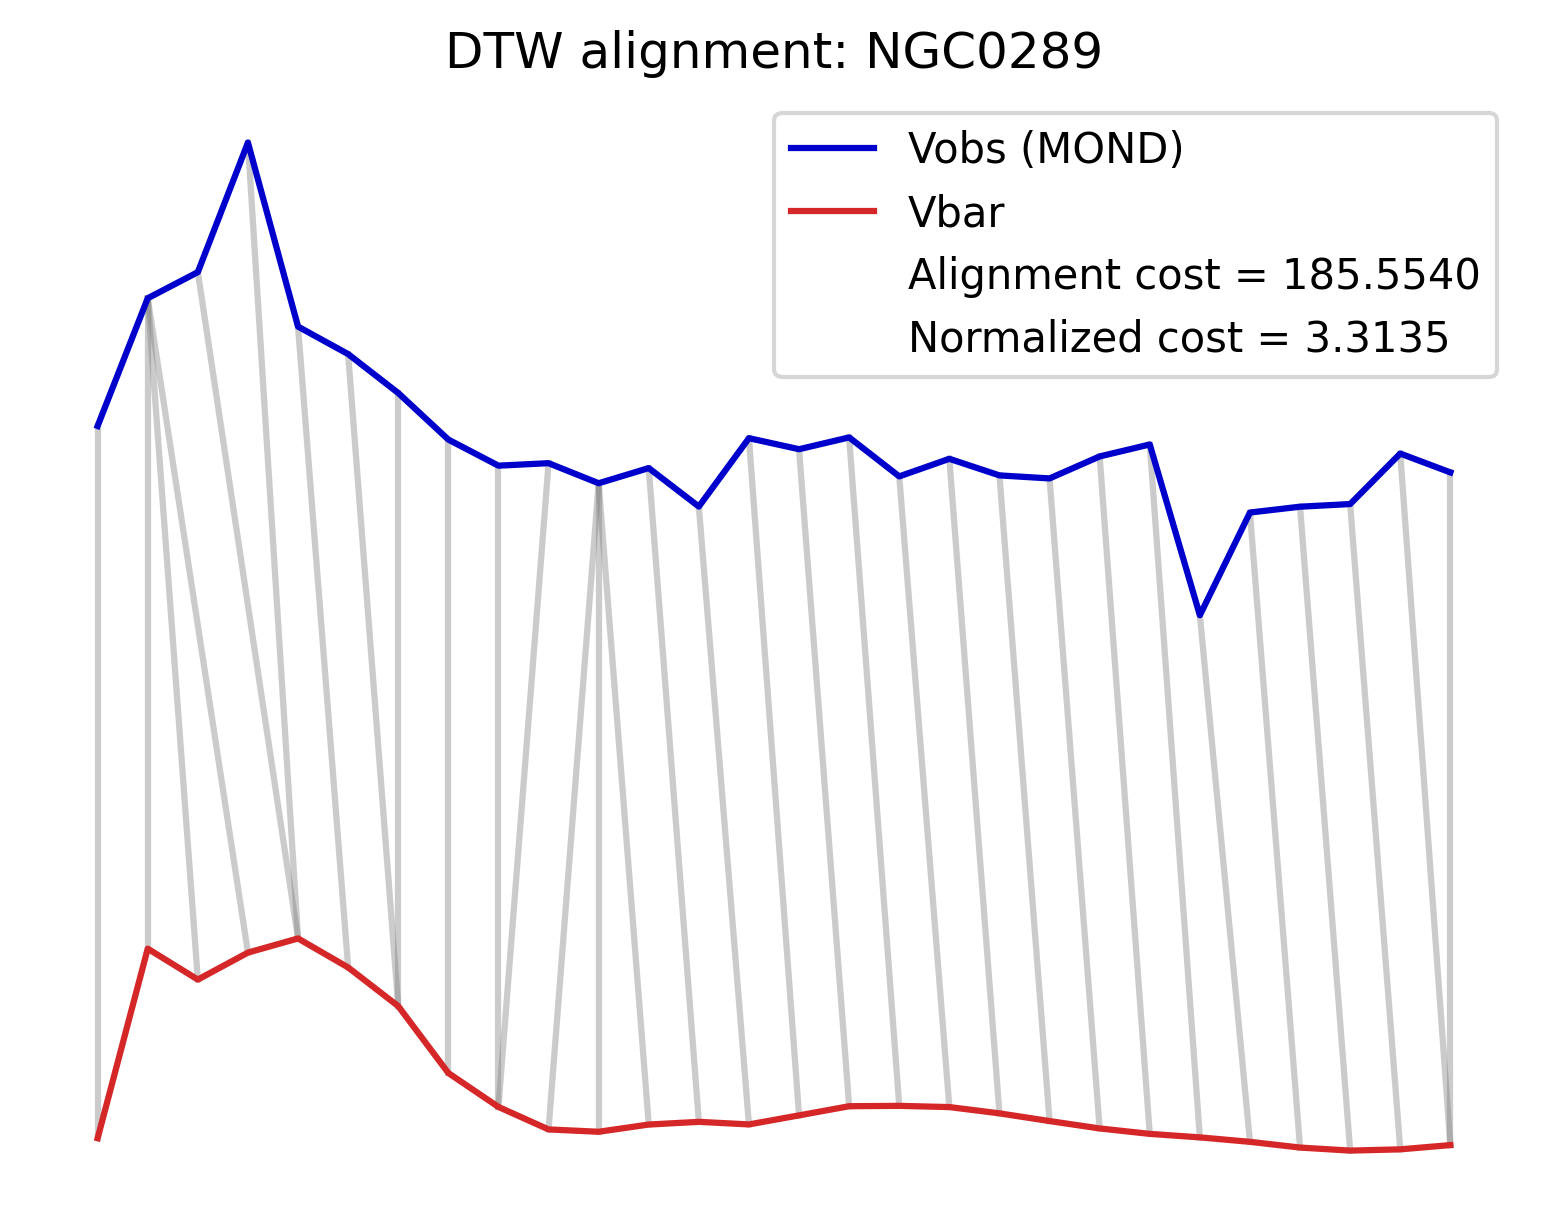 DTW alignment: NGC0289
Vobs (MOND)
Vbar
Alignment cost = 185.5540
Normalized cost = 3.3135